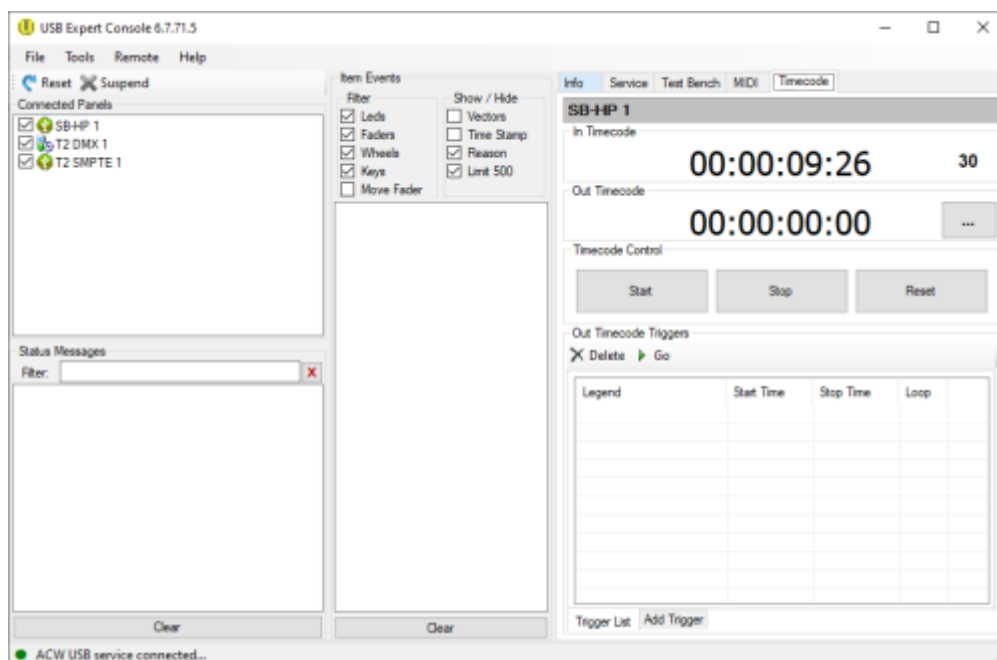 USB Expert Console 6.7.71.5
File Tools Remote Help
Reset Suspend
Connected Panels
SB-HP 1
T2 DMX 1
T2 SMPTE 1
Status Messages
Filter:
X
Clear
Item Events
Filter
Leds
Faders
Wheels
Keys
Move Fader
Show / Hide
Vectors
Time Stamp
Reason
Limit 500
Clear
Info Service Test Bench MIDI Timecode
SB-HP 1
In Timecode
00:00:09:26 30
Out Timecode
00:00:00:00 ...
Timecode Control
Start Stop Reset
Out Timecode Triggers
Delete Go
Legend Start Time Stop Time Loop
Trigger List Add Trigger
ACW USB service connected...